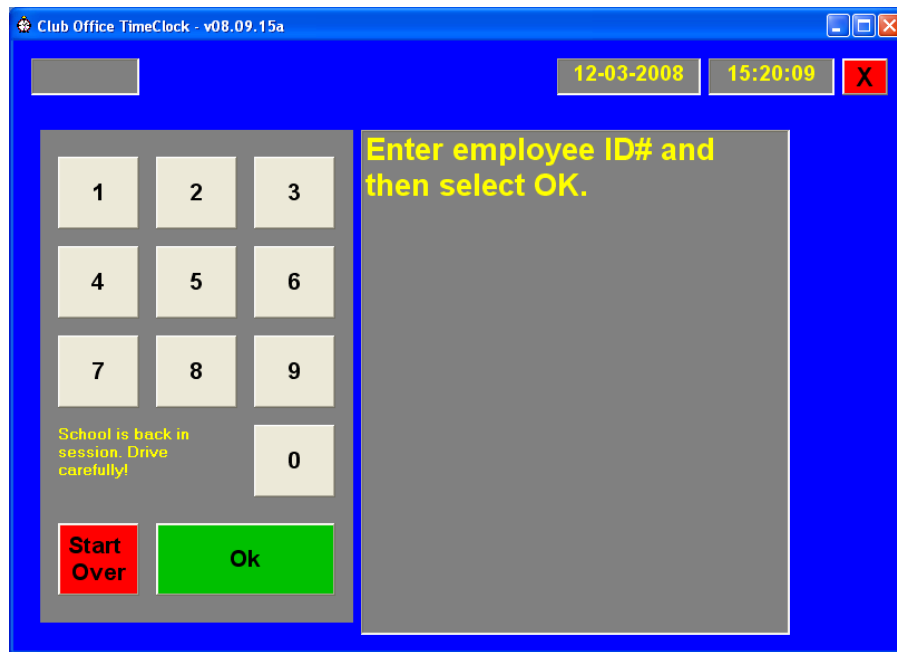 Club Office TimeClock - v08.09.15a
12-03-2008 15:20:09 X
Enter employee ID# and
then select OK.
1 2 3
4 5 6
7 8 9
School is back in
session. Drive
carefully!
0
Start
Over
Ok